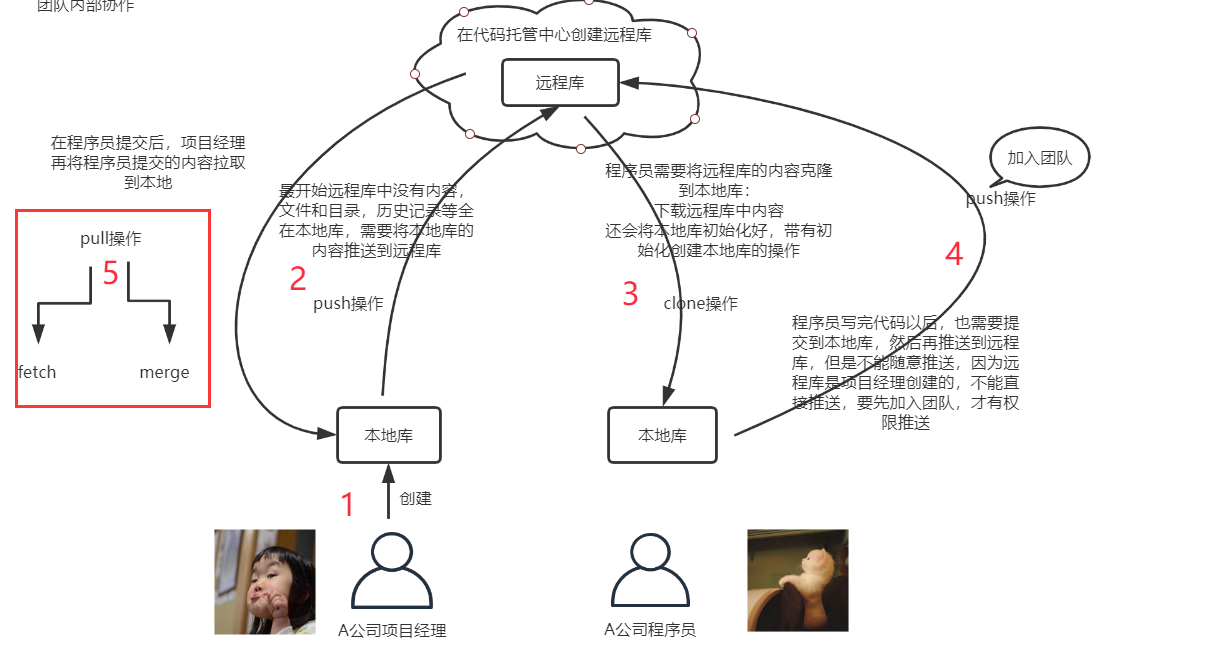 团队内部协作
在代码托管中心创建远程库
远程库
在程序员提交后，项目经理
再将程序员提交的内容拉取
到本地
加入团队
push操作
最开始远程库中没有内容，
文件和目录，历史记录等全
在本地库，需要将本地库的
内容推送到远程库
程序员需要将远程库的内容克隆
到本地库：
下载远程库中内容
还会将本地库初始化好，带有初
始化创建本地库的操作
pull操作
5
fetch
merge
2
push操作
3
clone操作
4
程序员写完代码以后，也需要提
交到本地库，然后再推送到远程
库，但是不能随意推送，因为远
程库是项目经理创建的，不能直
接推送，要先加入团队，才有权
限推送
本地库
本地库
1
创建
A公司项目经理
A公司程序员